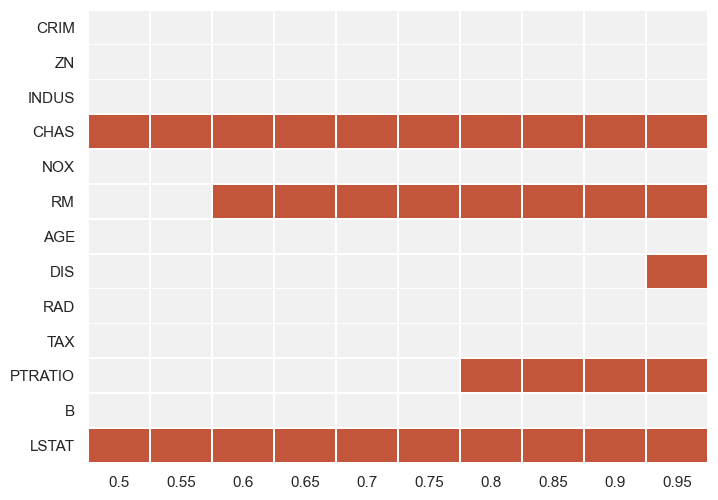 CRIM
ZN
INDUS
CHAS
NOX
RM
AGE
DIS
RAD
TAX
PTRATIO
B
LSTAT
0.5 0.55 0.6 0.65 0.7 0.75 0.8 0.85 0.9 0.95